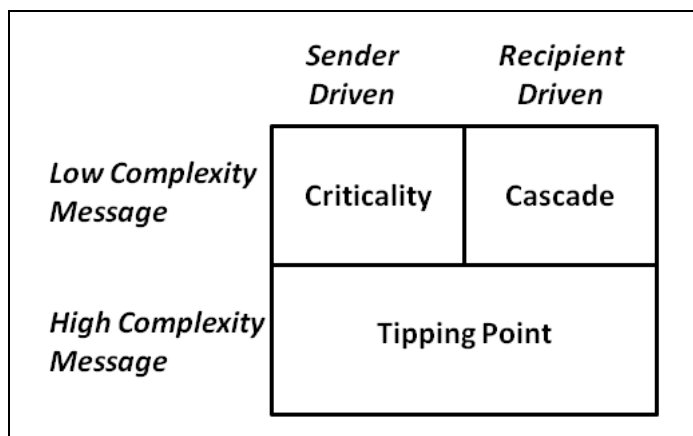 Sender Recipient
Driven Driven
Low Complexity
Message
Criticality Cascade
High Complexity
Message
Tipping Point